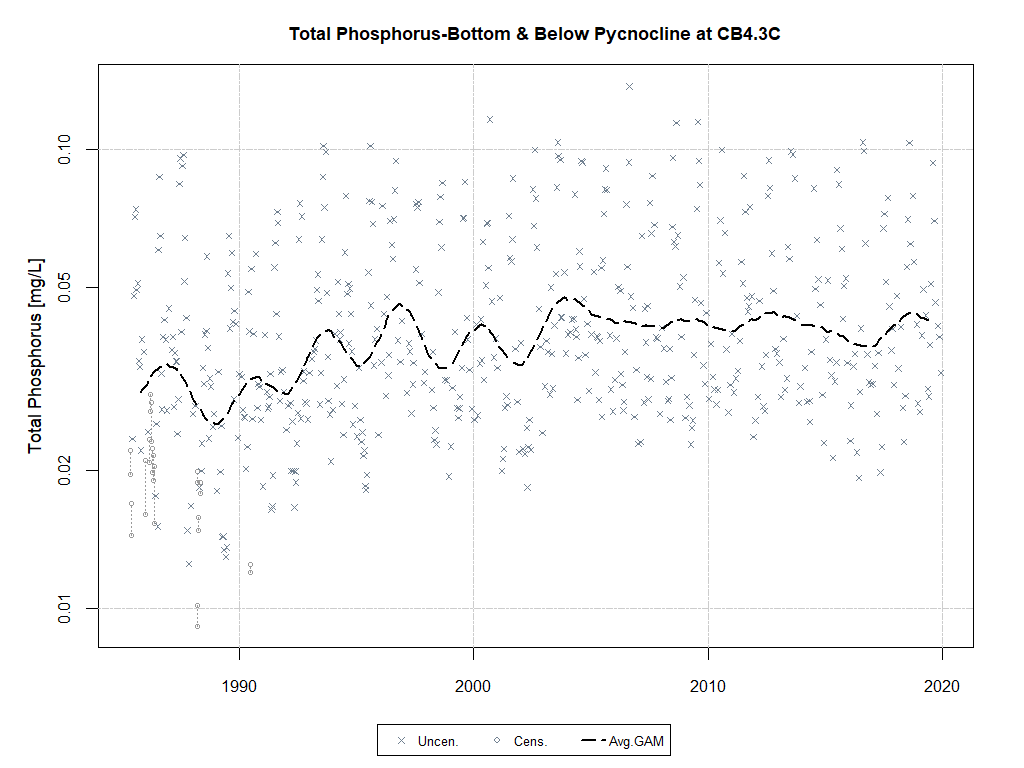 Total Phosphorus-Bottom & Below Pycnocline at CB4.3C
Total Phosphorus [mg/L]
0.10
0.05
0.02
0.01
1990 2000 2010 2020
Uncen. Cens. Avg.GAM